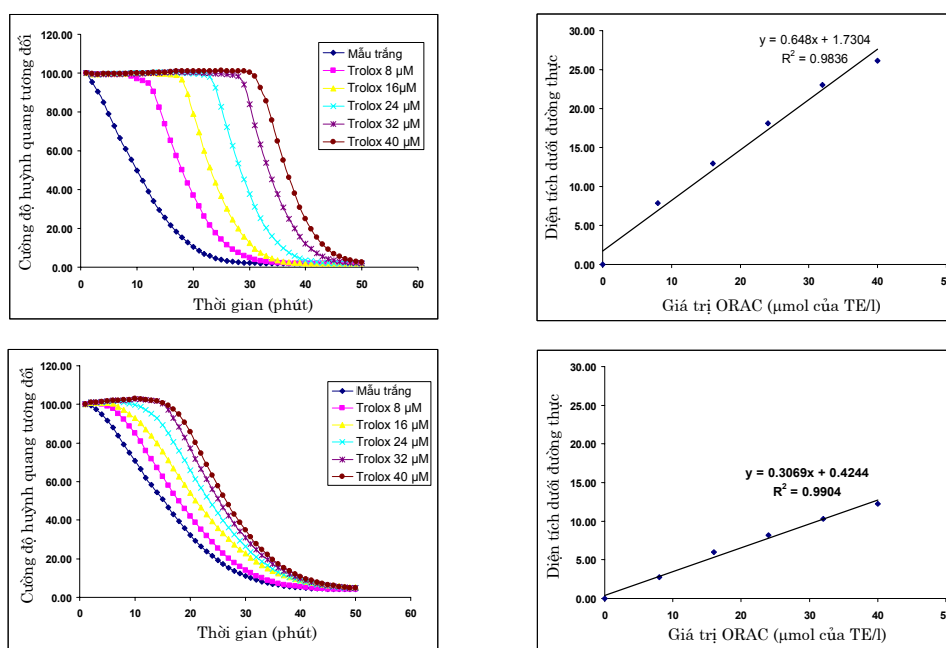 Cường độ huỳnh quang tương đối
120.00
100.00
80.00
60.00
40.00
20.00
0.00
0 10 20 30 40 50 60
Thời gian (phút)
Mẫu trắng
Trolox 8 µM
Trolox 16µM
Trolox 24 µM
Trolox 32 µM
Trolox 40 µM
Diện tích dưới đường thực
30.00
25.00
20.00
15.00
10.00
5.00
0.00
0 10 20 30 40
y = 0.648x + 1.7304
R² = 0.9836
Giá trị ORAC (µmol của TE/l)
Cường độ huỳnh quang tương đối
120.00
100.00
80.00
60.00
40.00
20.00
0.00
0 10 20 30 40 50 60
Thời gian (phút)
Mẫu trắng
Trolox 8 µM
Trolox 16 µM
Trolox 24 µM
Trolox 32 µM
Trolox 40 µM
Diện tích dưới đường thực
30.00
25.00
20.00
15.00
10.00
5.00
0.00
0 10 20 30 40
y = 0.3069x + 0.4244
R² = 0.9904
Giá trị ORAC (µmol của TE/l)